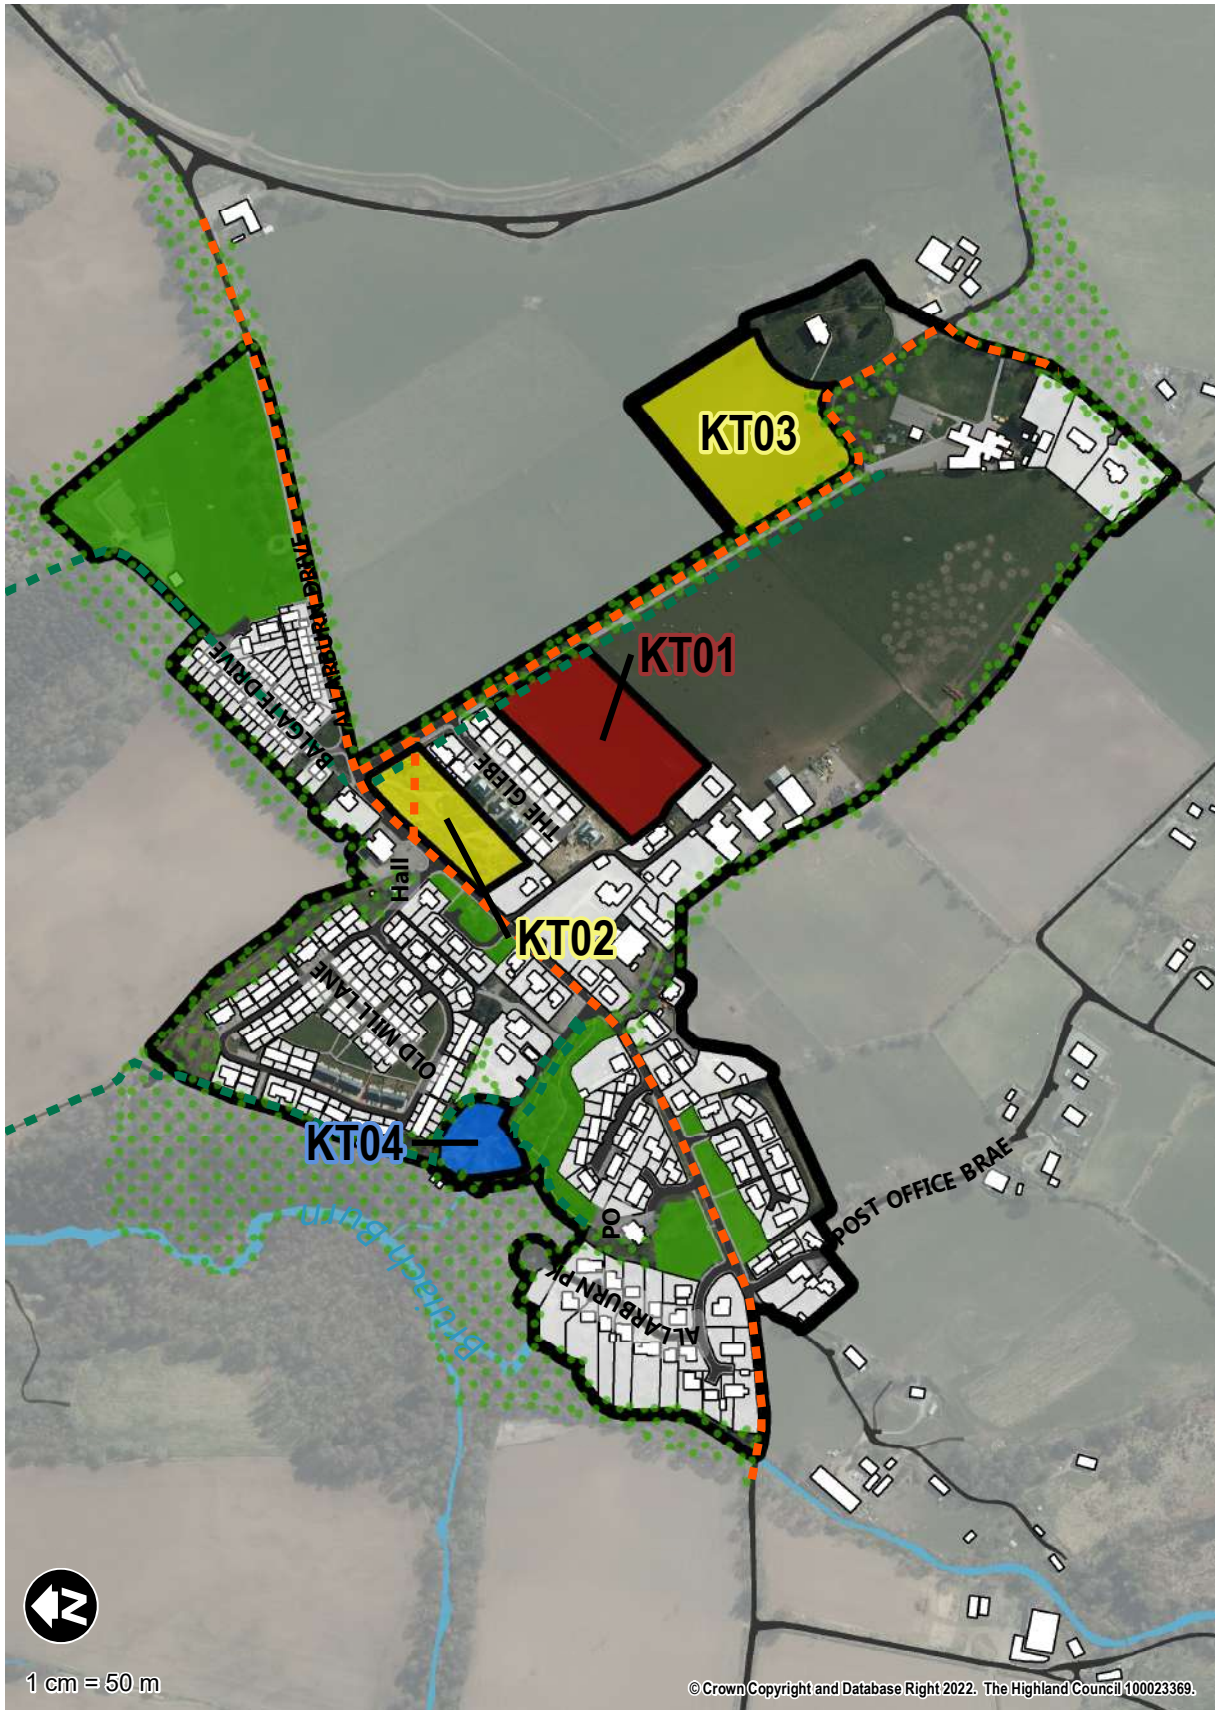 KT03
ALLARBURN DRIVE
KT01
BALGATE DRIVE
THE GLEBE
Hall
KT02
OLD MILL LANE
KT04
POST OFFICE BRAE
PO
Bruiach Burn
ALLARBURN PK
N
1 cm = 50 m
© Crown Copyright and Database Right 2022. The Highland Council 100023369.